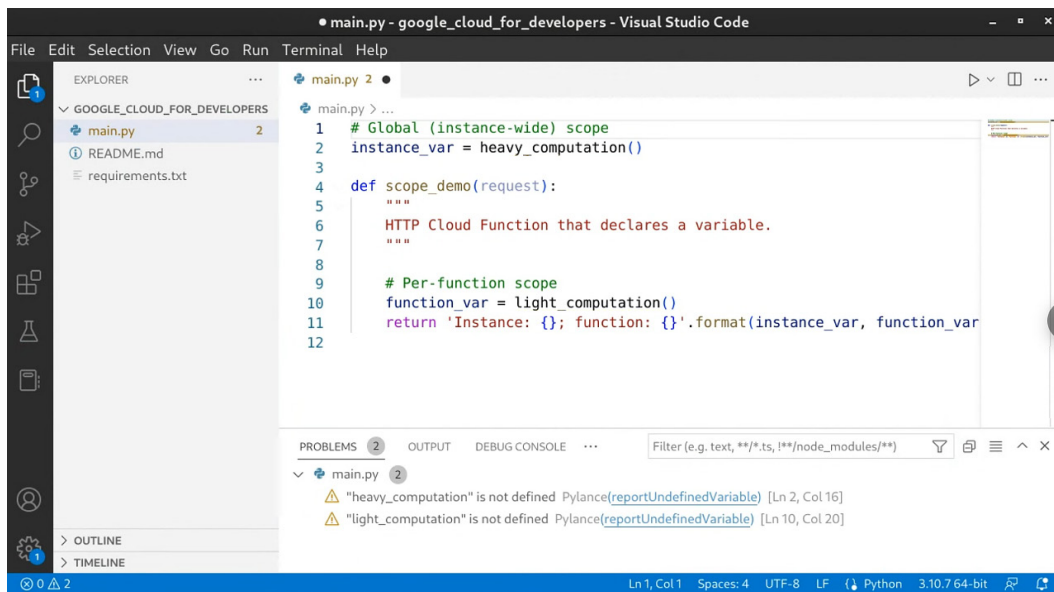 ● main.py - google_cloud_for_developers - Visual Studio Code
File Edit Selection View Go Run Terminal Help
EXPLORER ...
GOOGLE_CLOUD_FOR_DEVELOPERS
main.py 2
README.md
requirements.txt
OUTLINE
TIMELINE
main.py 2 ●
main.py > ...
1 # Global (instance-wide) scope
2 instance_var = heavy_computation()
3
4 def scope_demo(request):
5     """
6     HTTP Cloud Function that declares a variable.
7     """
8
9     # Per-function scope
10     function_var = light_computation()
11     return 'Instance: {}; function: {}'.format(instance_var, function_var
12
PROBLEMS 2 OUTPUT DEBUG CONSOLE ... Filter (e.g. text, **/*.ts, !**/node_modules/**)
main.py 2
"heavy_computation" is not defined Pylance(reportUndefinedVariable) [Ln 2, Col 16]
"light_computation" is not defined Pylance(reportUndefinedVariable) [Ln 10, Col 20]
1
1
0 2 Ln 1, Col 1 Spaces: 4 UTF-8 LF Python 3.10.7 64-bit